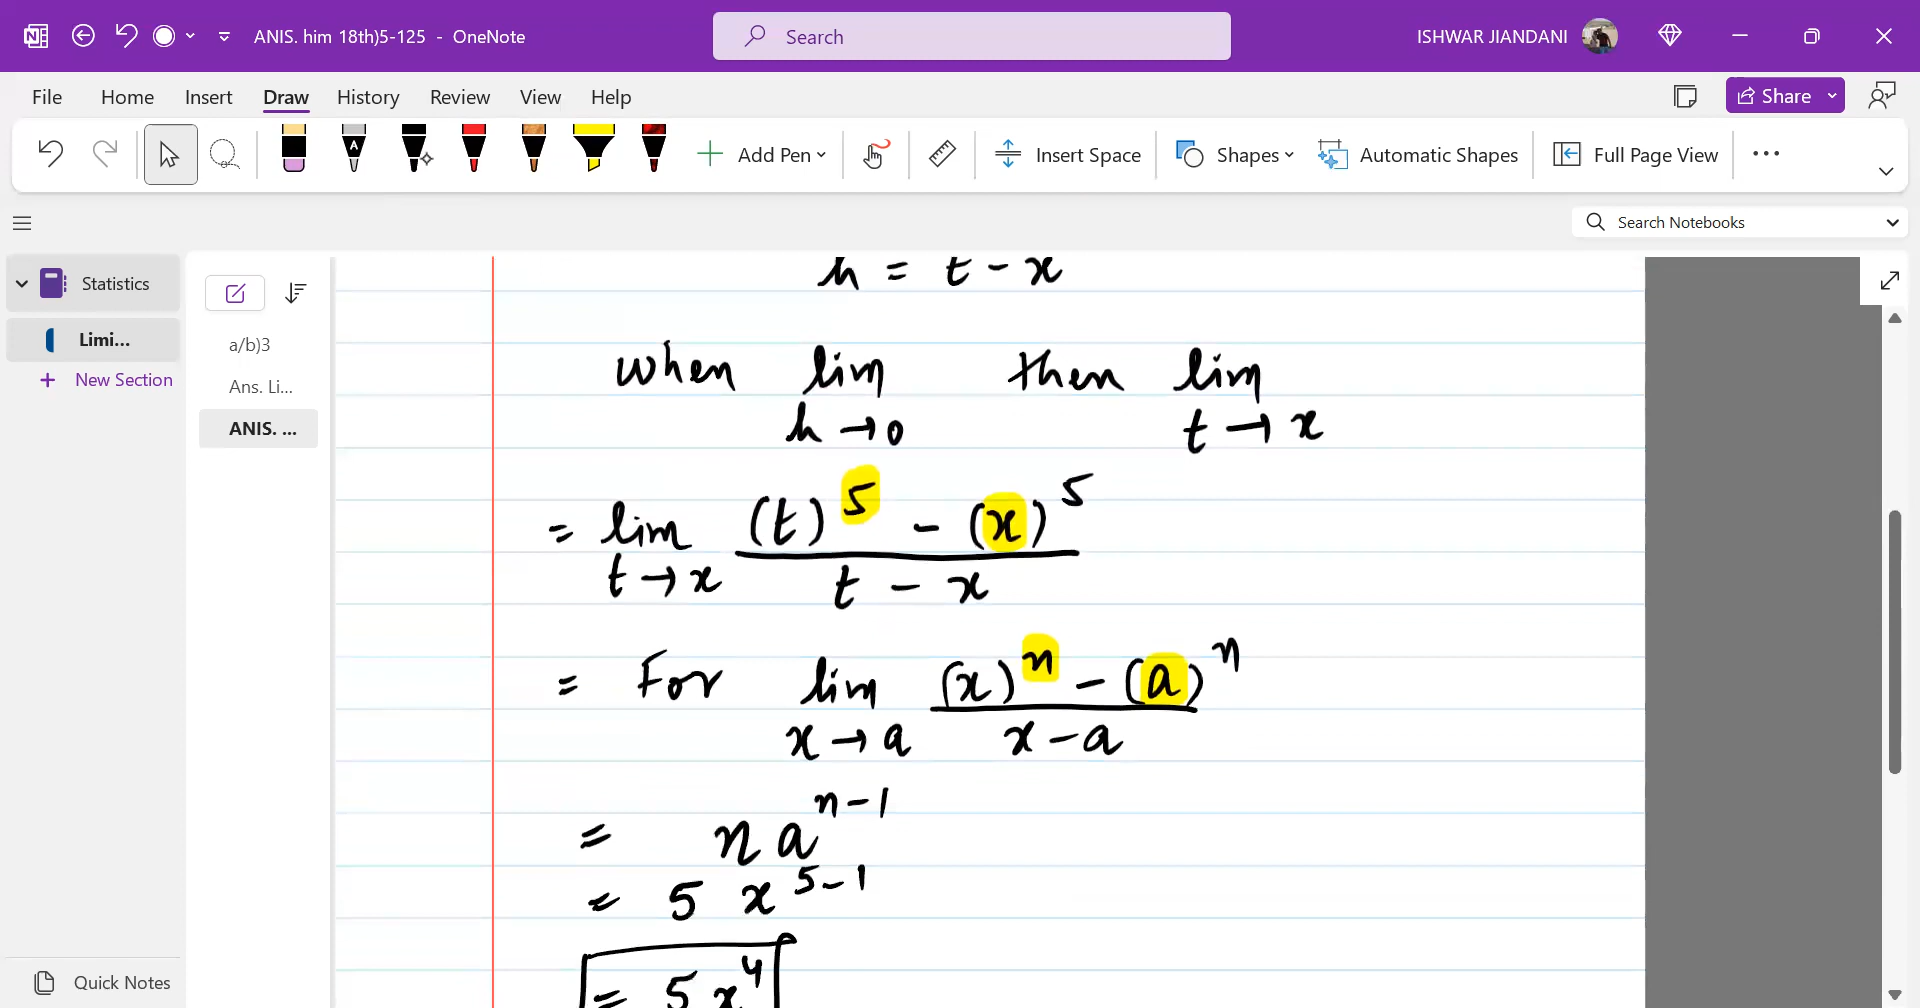 ANIS. him 18th)5-125 - OneNote
Search
ISHWAR JIANDANI
File Home Insert Draw History Review View Help
Share
A
Add Pen
Insert Space
Shapes
Automatic Shapes
Full Page View
Search Notebooks
Statistics
Limi...
+ New Section
a/b)3
Ans. Li...
ANIS. ...
Quick Notes
h = t - x
when lim then lim
h → 0 t → x
= lim (t)^5 - (x)^5
t → x t - x
= For lim (x)^n - (a)^n
x → a x - a
= n a^n-1
= 5 x^5-1
= 5 x^4